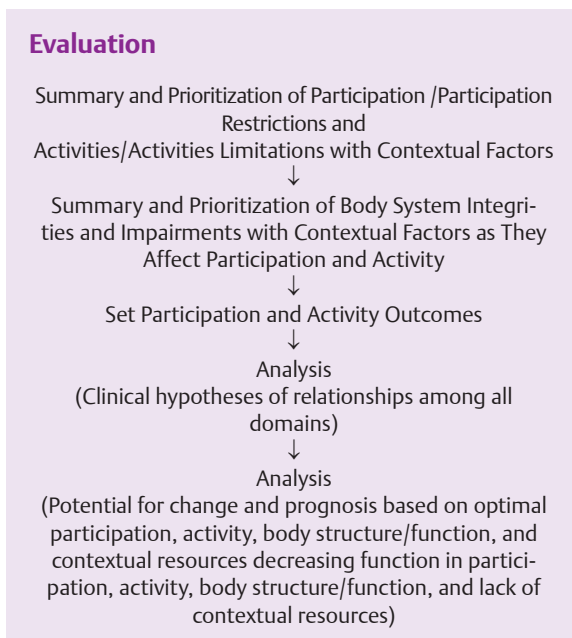 Evaluation
Summary and Prioritization of Participation /Participation
Restrictions and
Activities/Activities Limitations with Contextual Factors
↓
Summary and Prioritization of Body System Integri-
ties and Impairments with Contextual Factors as They
Affect Participation and Activity
↓
Set Participation and Activity Outcomes
↓
Analysis
(Clinical hypotheses of relationships among all
domains)
↓
Analysis
(Potential for change and prognosis based on optimal
participation, activity, body structure/function, and
contextual resources decreasing function in partici-
pation, activity, body structure/function, and lack of
contextual resources)